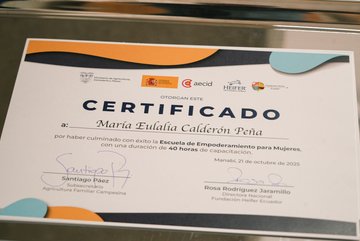 aecid
HEIFER
OTORGAN ESTE
CERTIFICADO
a: María Eulalia Calderón Peña
por haber culminado con éxito la Escuela de Empoderamiento para Mujeres,
con una duración de 40 horas de capacitación.
Manabí, 21 de octubre de 2025
Santiago Páez
Subsecretario
Agricultura Familiar Campesina
Rosa Rodríguez Jaramillo
Directora Nacional
Fundación Heifer Ecuador